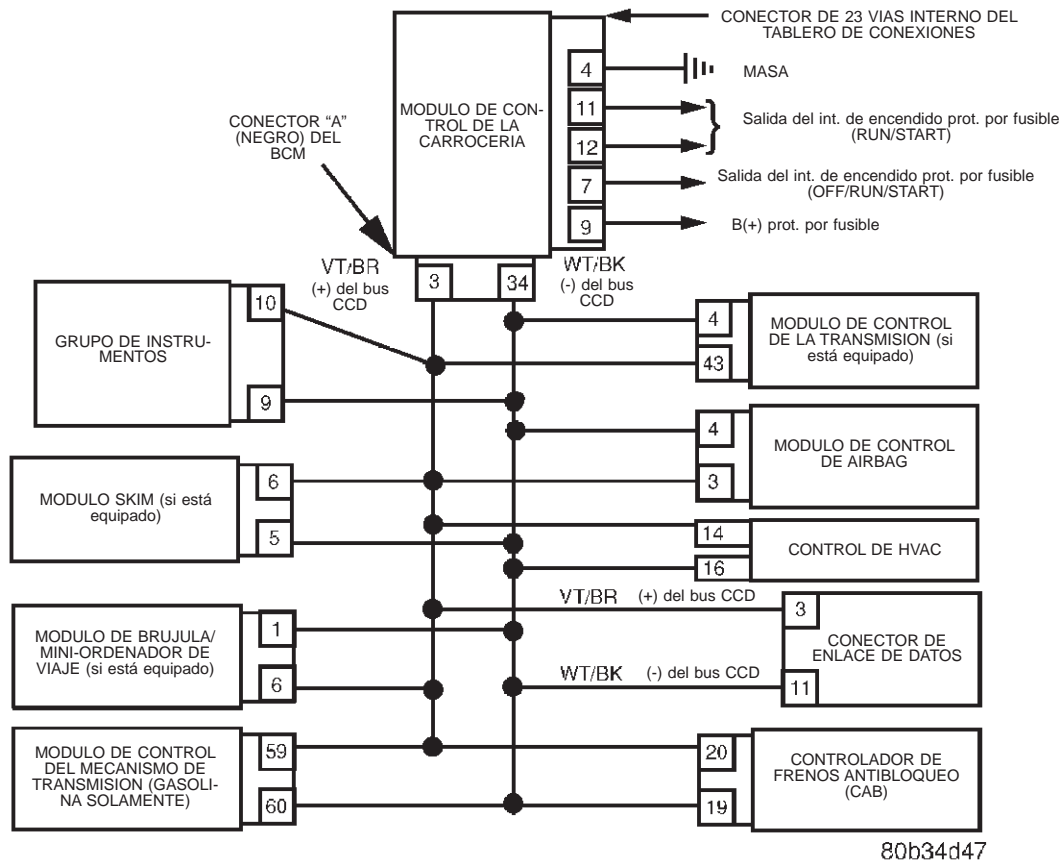 CONECTOR DE 23 VIAS INTERNO DEL
TABLERO DE CONEXIONES
4
MASA
MODULO DE CON-
TROL DE LA
CARROCERIA
11
12
Salida del int. de encendido prot. por fusible
(RUN/START)
CONECTOR “A”
(NEGRO) DEL
BCM
7
Salida del int. de encendido prot. por fusible
(OFF/RUN/START)
9
B(+) prot. por fusible
VT/BR
(+) del bus
CCD
3
34
WT/BK
(-) del bus
CCD
GRUPO DE INSTRU-
MENTOS
10
9
4
43
MODULO DE CONTROL
DE LA TRANSMISION (si
está equipado)
4
3
MODULO DE CONTROL
DE AIRBAG
MODULO SKIM (si está
equipado)
6
5
14
16
CONTROL DE HVAC
VT/BR (+) del bus CCD
3
CONECTOR DE
ENLACE DE DATOS
WT/BK (-) del bus CCD
11
MODULO DE BRUJULA/
MINI-ORDENADOR DE
VIAJE (si está equipado)
1
6
MODULO DE CONTROL
DEL MECANISMO DE
TRANSMISION (GASOLI-
NA SOLAMENTE)
59
60
20
19
CONTROLADOR DE
FRENOS ANTIBLOQUEO
(CAB)
80b34d47